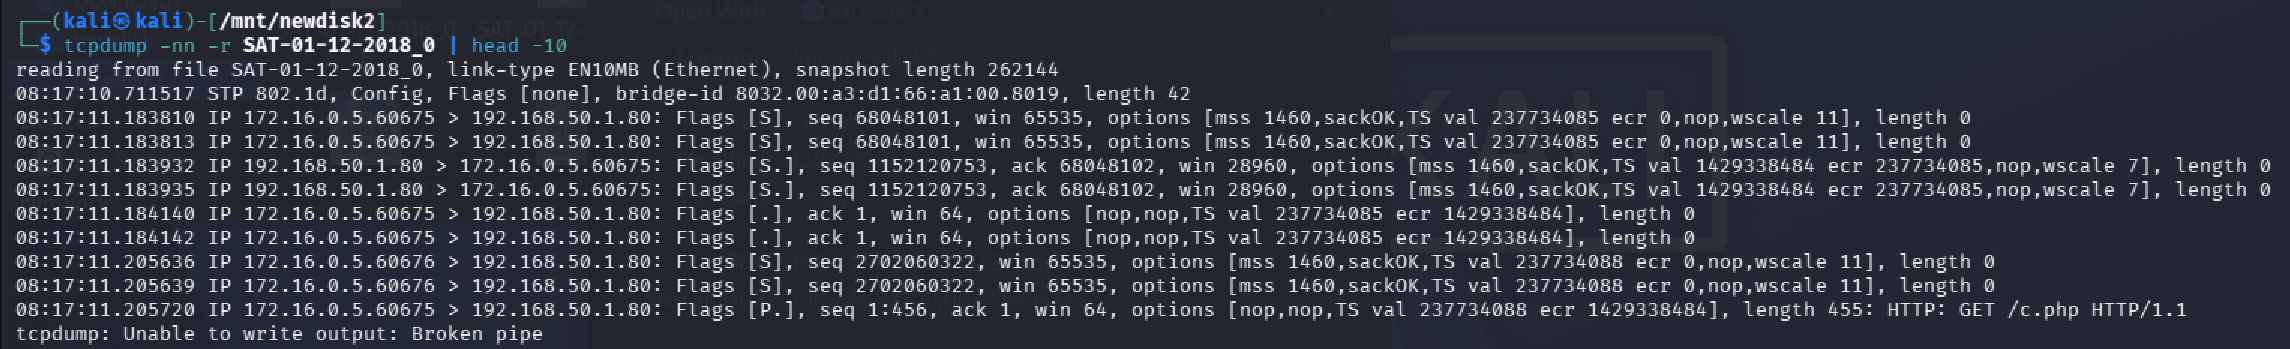 ┌──(kali㉿kali)-[/mnt/newdisk2]
└─$ tcpdump -nn -r SAT-01-12-2018_0 | head -10
reading from file SAT-01-12-2018_0, link-type EN10MB (Ethernet), snapshot length 262144
08:17:10.711517 STP 802.1d, Config, Flags [none], bridge-id 8032.00:a3:d1:66:a1:00.8019, length 42
08:17:11.183810 IP 172.16.0.5.60675 > 192.168.50.1.80: Flags [S], seq 68048101, win 65535, options [mss 1460,sackOK,TS val 237734085 ecr 0,nop,wscale 11], length 0
08:17:11.183813 IP 172.16.0.5.60675 > 192.168.50.1.80: Flags [S], seq 68048101, win 65535, options [mss 1460,sackOK,TS val 237734085 ecr 0,nop,wscale 11], length 0
08:17:11.183932 IP 192.168.50.1.80 > 172.16.0.5.60675: Flags [S.], seq 1152120753, ack 68048102, win 28960, options [mss 1460,sackOK,TS val 1429338484 ecr 237734085,nop,wscale 7], length 0
08:17:11.183935 IP 192.168.50.1.80 > 172.16.0.5.60675: Flags [S.], seq 1152120753, ack 68048102, win 28960, options [mss 1460,sackOK,TS val 1429338484 ecr 237734085,nop,wscale 7], length 0
08:17:11.184140 IP 172.16.0.5.60675 > 192.168.50.1.80: Flags [.], ack 1, win 64, options [nop,nop,TS val 237734085 ecr 1429338484], length 0
08:17:11.184142 IP 172.16.0.5.60675 > 192.168.50.1.80: Flags [.], ack 1, win 64, options [nop,nop,TS val 237734085 ecr 1429338484], length 0
08:17:11.205636 IP 172.16.0.5.60676 > 192.168.50.1.80: Flags [S], seq 2702060322, win 65535, options [mss 1460,sackOK,TS val 237734088 ecr 0,nop,wscale 11], length 0
08:17:11.205639 IP 172.16.0.5.60676 > 192.168.50.1.80: Flags [S], seq 2702060322, win 65535, options [mss 1460,sackOK,TS val 237734088 ecr 0,nop,wscale 11], length 0
08:17:11.205720 IP 172.16.0.5.60675 > 192.168.50.1.80: Flags [P.], seq 1:456, ack 1, win 64, options [nop,nop,TS val 237734088 ecr 1429338484], length 455: HTTP: GET /c.php HTTP/1.1
tcpdump: Unable to write output: Broken pipe